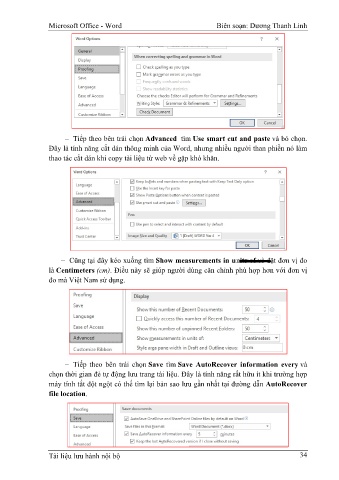 Microsoft Office - Word Biên soạn: Dương Thanh Linh
Word Options ? ×
General
Display
Proofing
Save
Language
Ease of Access
Advanced
Customize Ribbon
When correcting spelling and grammar in Word
Check spelling as you type
Mark grammar errors as you type
Frequently confused words
Show readability statistics
Choose the checks Editor will perform for Grammar and Refinements
Writing Style: Grammar & Refinements Settings...
Check Document
OK Cancel
− Tiếp theo bên trái chọn Advanced tìm Use smart cut and paste và bỏ chọn.
Đây là tính năng cắt dán thông minh của Word, nhưng nhiều người than phiền nó làm
thao tác cắt dán khi copy tài liệu từ web về gặp khó khăn.
Word Options ? ×
Language
Ease of Access
Advanced
Customize Ribbon
Quick Access Toolbar
Add-ins
Trust Center
Keep bullets and numbers when pasting text with Keep Text Only option
Use the Insert key for paste
Show Paste Options button when content is pasted
Use smart cut and paste Settings...
Pen
Use pen to select and interact with content by default
Image Size and Quality
OK Cancel
− Cũng tại đây kéo xuống tìm Show measurements in units of và đặt đơn vị đo
là Centimeters (cm). Điều này sẽ giúp người dùng căn chỉnh phù hợp hơn với đơn vị
đo mà Việt Nam sử dụng.
Proofing
Save
Language
Ease of Access
Advanced
Customize Ribbon
Display
Show this number of Recent Documents: 50
Quickly access this number of Recent Documents: 4
Show this number of unpinned Recent Folders: 50
Show measurements in units of: Centimeters
Style area pane width in Draft and Outline views: 0 cm
− Tiếp theo bên trái chọn Save tìm Save AutoRecover information every và
chọn thời gian để tự động lưu trang tài liệu. Đây là tính năng rất hữu ít khi trường hợp
máy tính tắt đột ngột có thể tìm lại bản sao lưu gần nhất tại đường dẫn AutoRecover
file location.
Proofing
Save
Language
Ease of Access
Advanced
Save documents
AutoSave OneDrive and SharePoint Online files by default on Word
Save files in this format: Word Document (*.docx)
Save AutoRecover information every 5 minutes
Keep the last AutoRecovered version if I close without saving
Tài liệu lưu hành nội bộ 34